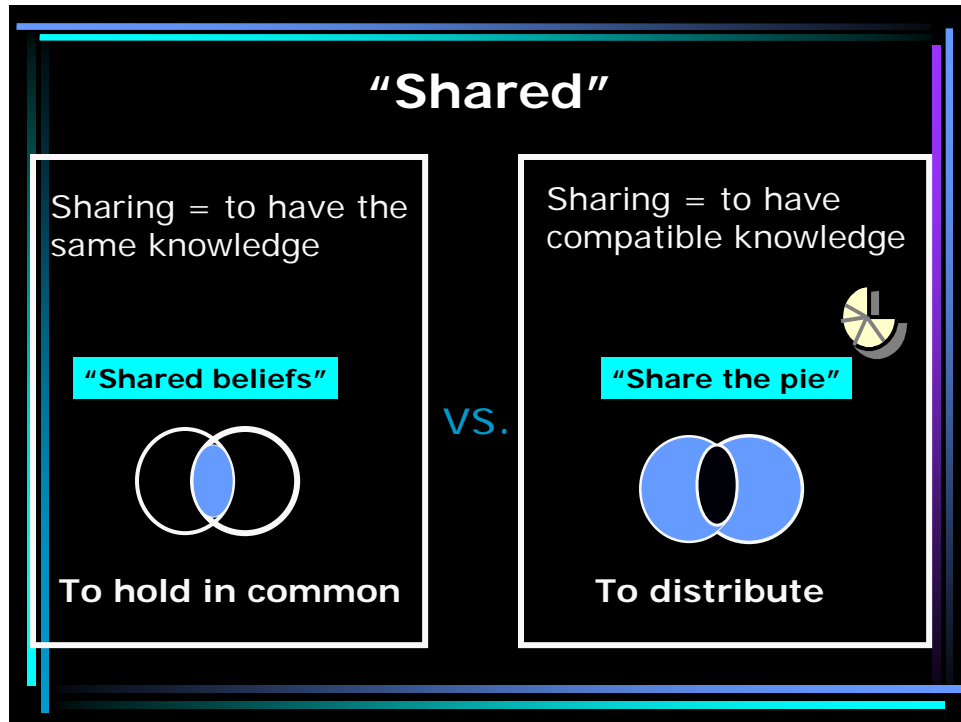 “Shared”
Sharing = to have the
same knowledge
“Shared beliefs”
To hold in common
vs.
Sharing = to have
compatible knowledge
“Share the pie”
To distribute